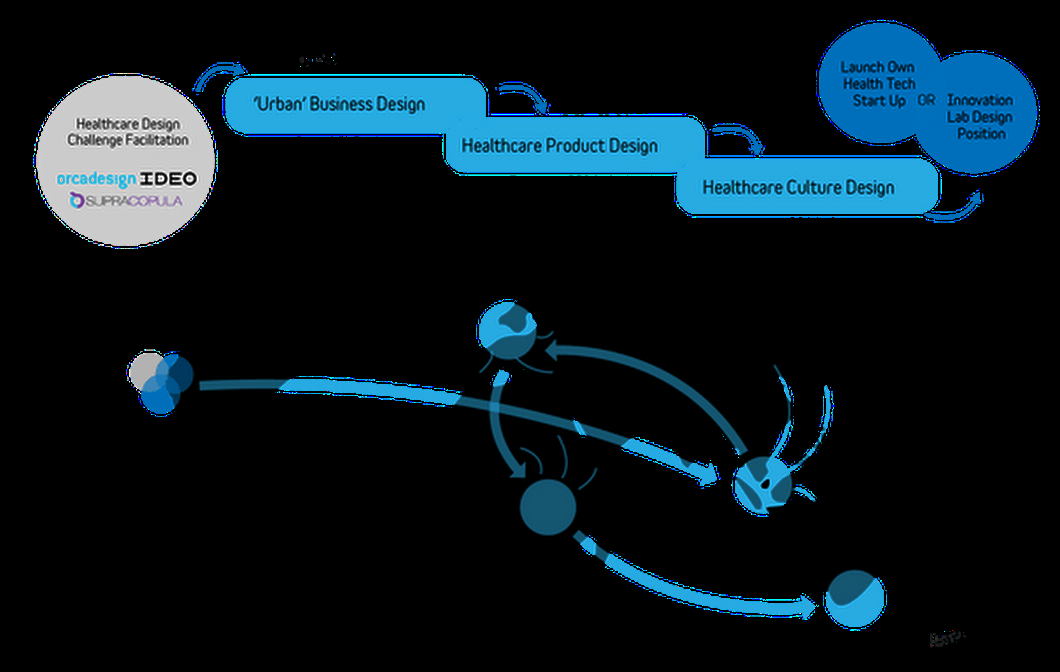 Healthcare Design
Challenge Facilitation
orcadesign IDEO
SUPRACOPULA
'Urban' Business Design
Healthcare Product Design
Healthcare Culture Design
Launch Own
Health Tech
Start Up
OR
Innovation
Lab Design
Position